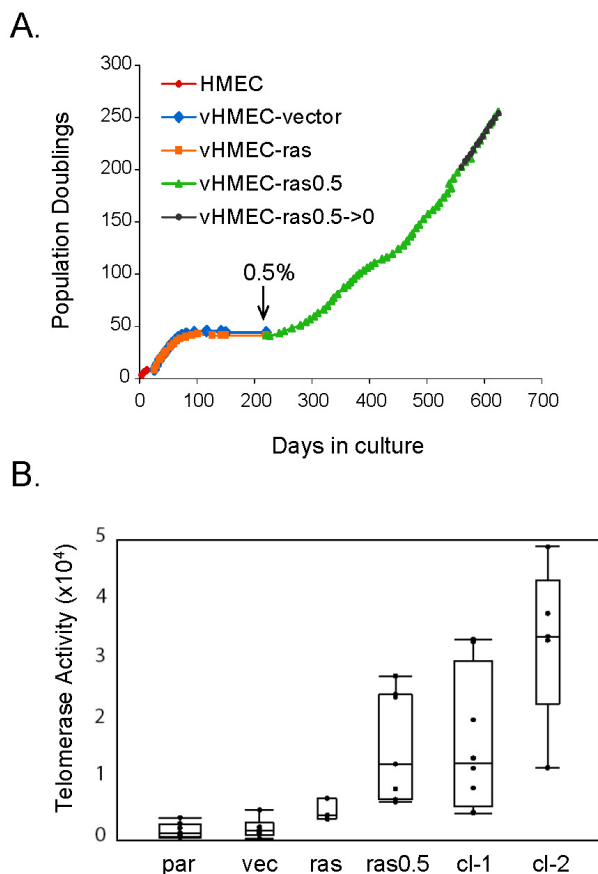 A.
HMEC
vHMEC-vector
vHMEC-ras
vHMEC-ras0.5
vHMEC-ras0.5->0
0.5%
Population Doublings
300
250
200
150
100
50
0
0 100 200 300 400 500 600 700
Days in culture
B.
Telomerase Activity (x10⁴)
5
4
3
2
1
0
par vec ras ras0.5 cl-1 cl-2